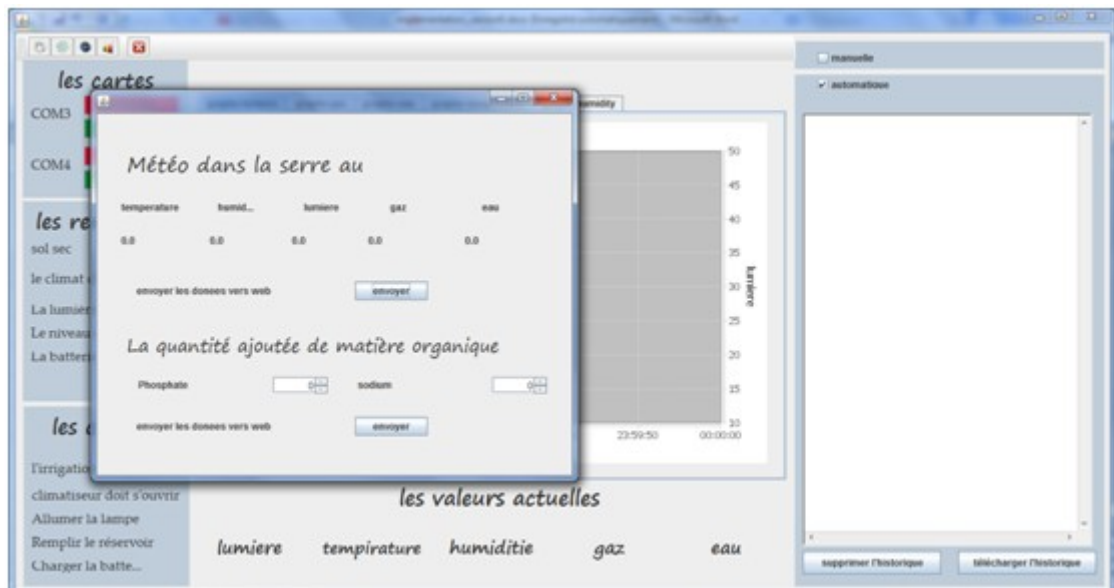 les cartes
COM3
COM4
les re
sol sec
le climat
La lumièr
Le niveau
La batteri
les
l'irrigatio
climatiseur doit s'ouvrir
Allumer la lampe
Remplir le réservoir
Charger la batte...
Météo dans la serre au
temperature humid... lumiere gaz eau
0.0 0.0 0.0 0.0 0.0
envoyer les donees vers web envoyer
La quantité ajoutée de matière organique
Phosphate 0 sodium 0
envoyer les donees vers web envoyer
umidity
50
45
40
35
30
25
20
15
10
lumiere
23:59:50 00:00:00
les valeurs actuelles
lumiere tempirature humiditie gaz eau
manuelle
automatique
supprimer l'historique télécharger l'historique